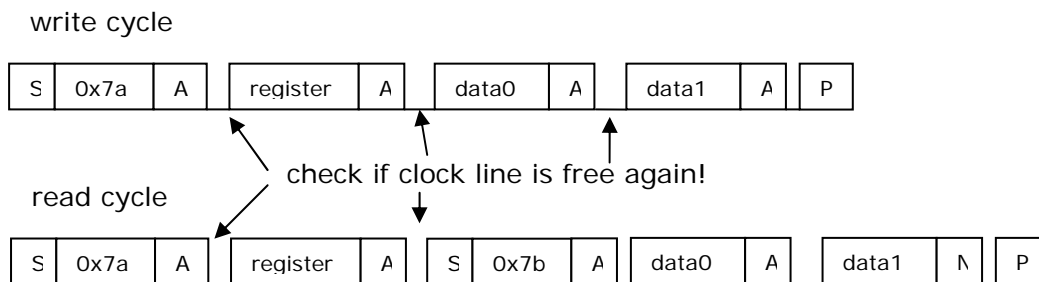 write cycle
S 0x7a A register A data0 A data1 A P
check if clock line is free again!
read cycle
S 0x7a A register A S 0x7b A data0 A data1 N P